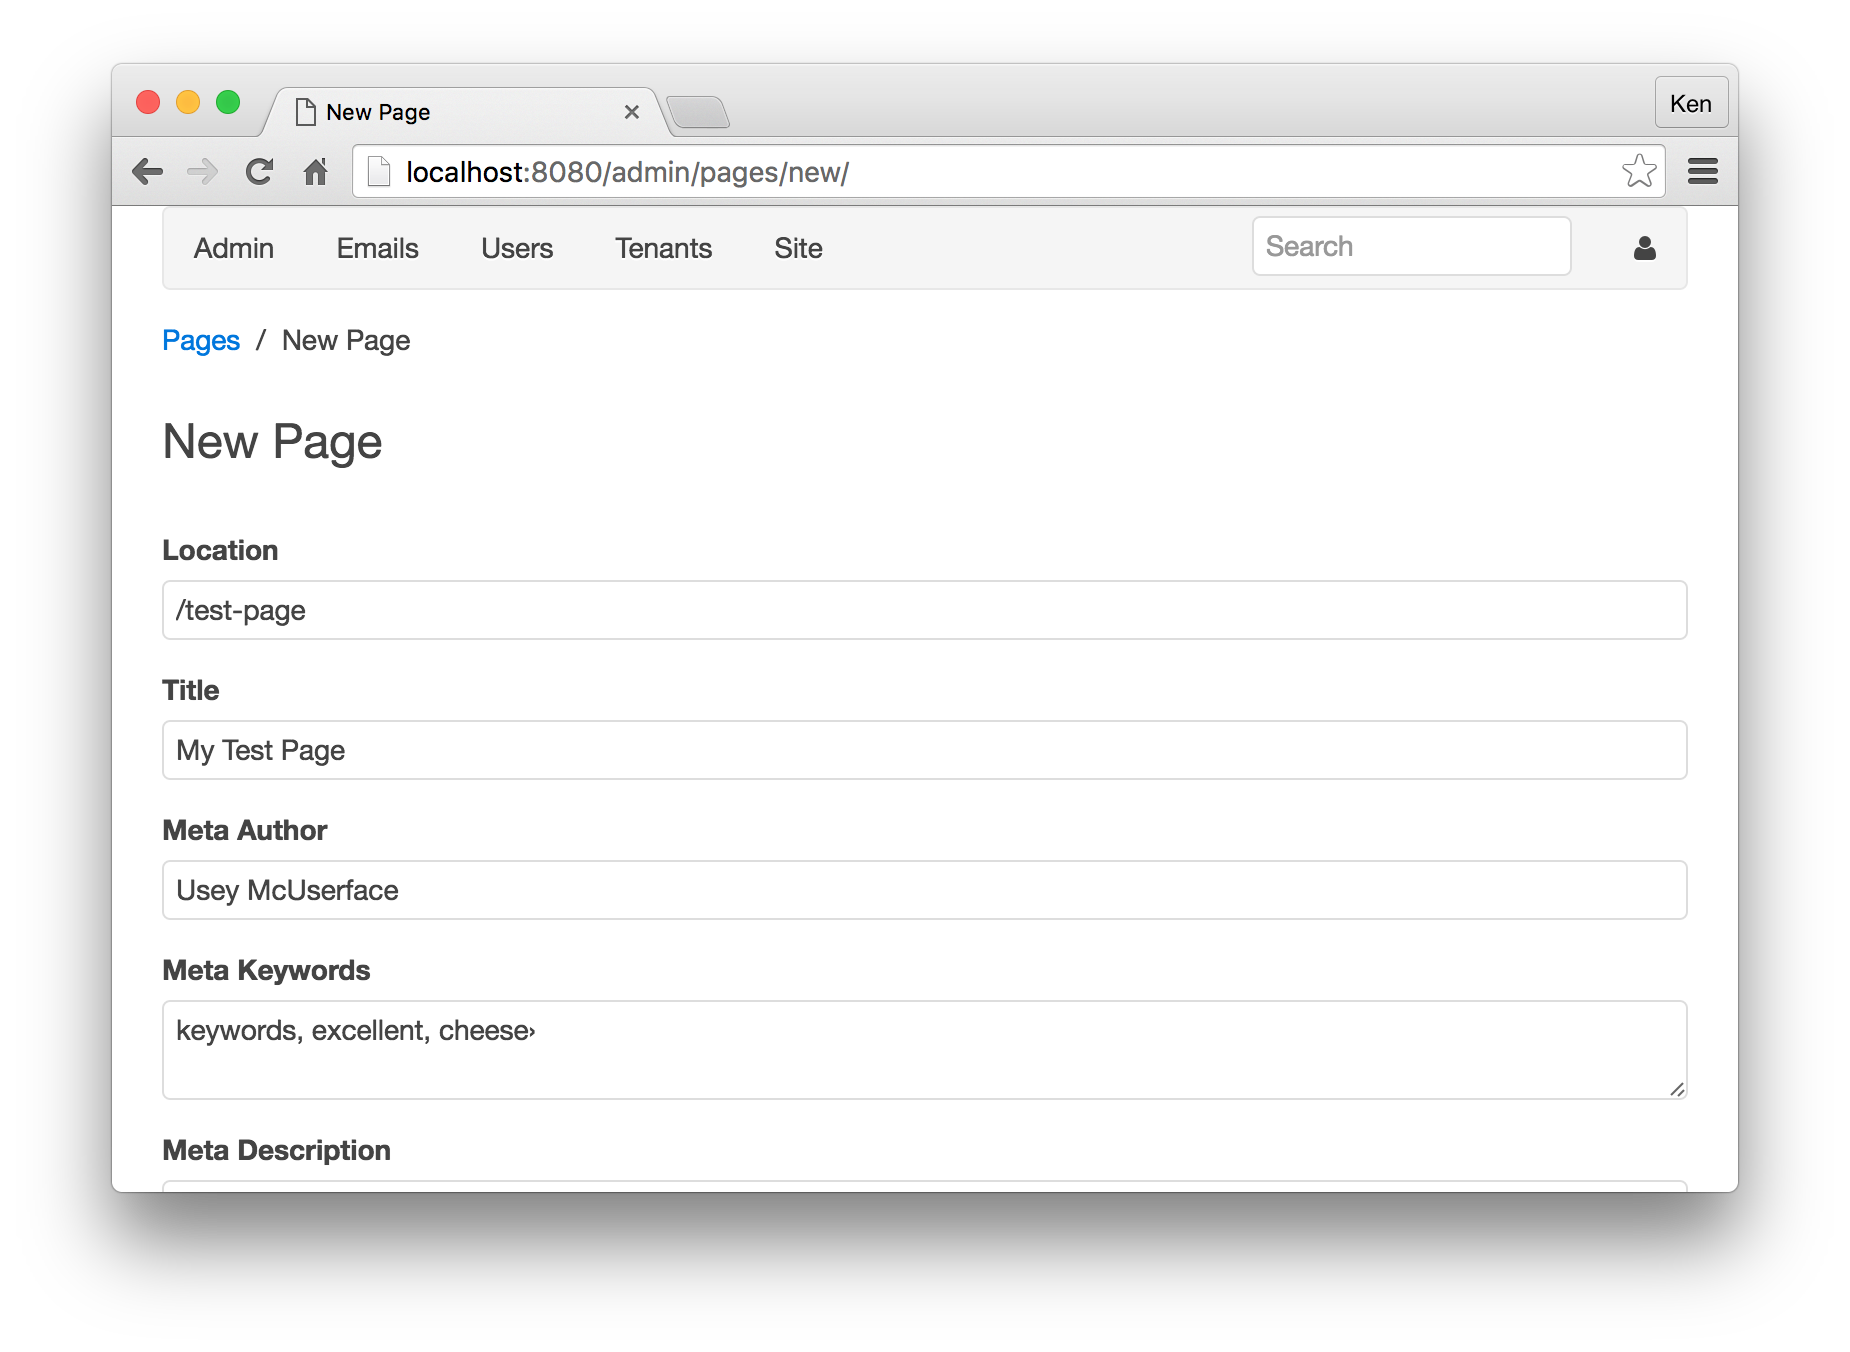 New Page
Ken
localhost:8080/admin/pages/new/
Admin Emails Users Tenants Site Search
Pages / New Page
New Page
Location
/test-page
Title
My Test Page
Meta Author
Usey McUserface
Meta Keywords
keywords, excellent, cheese›
Meta Description